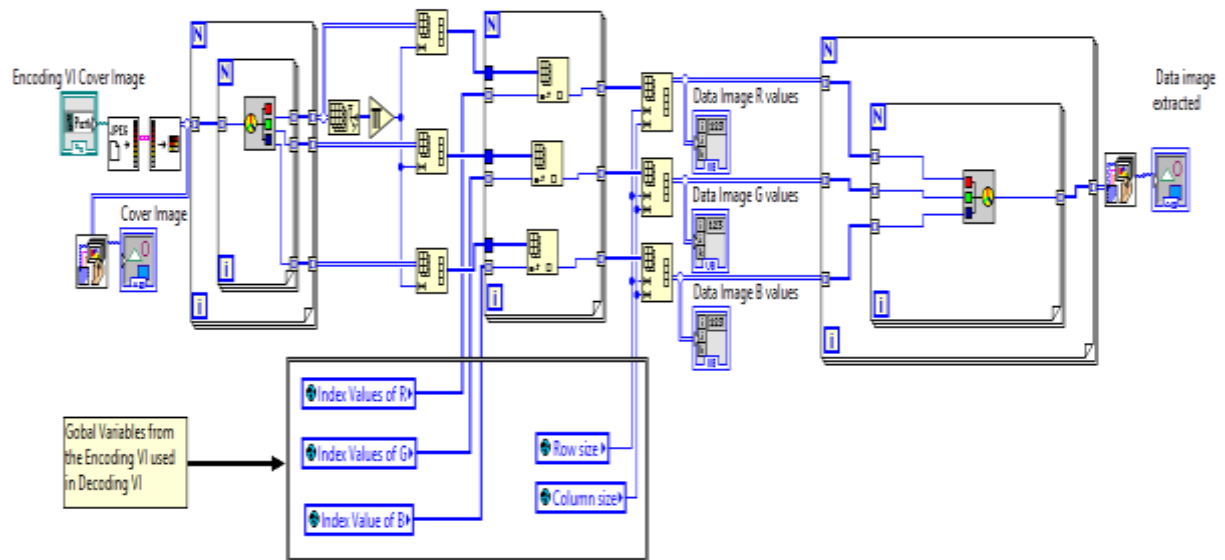 Encoding VI Cover Image
Path
JPEG
Cover Image
N
N
i
i
N
i
Data Image R values
Data Image G values
Data Image B values
N
N
i
i
Data image
extracted
Gobal Variables from
the Encoding VI used
in Decoding VI
Index Values of R
Index Values of G
Index Value of B
Row size
Column size